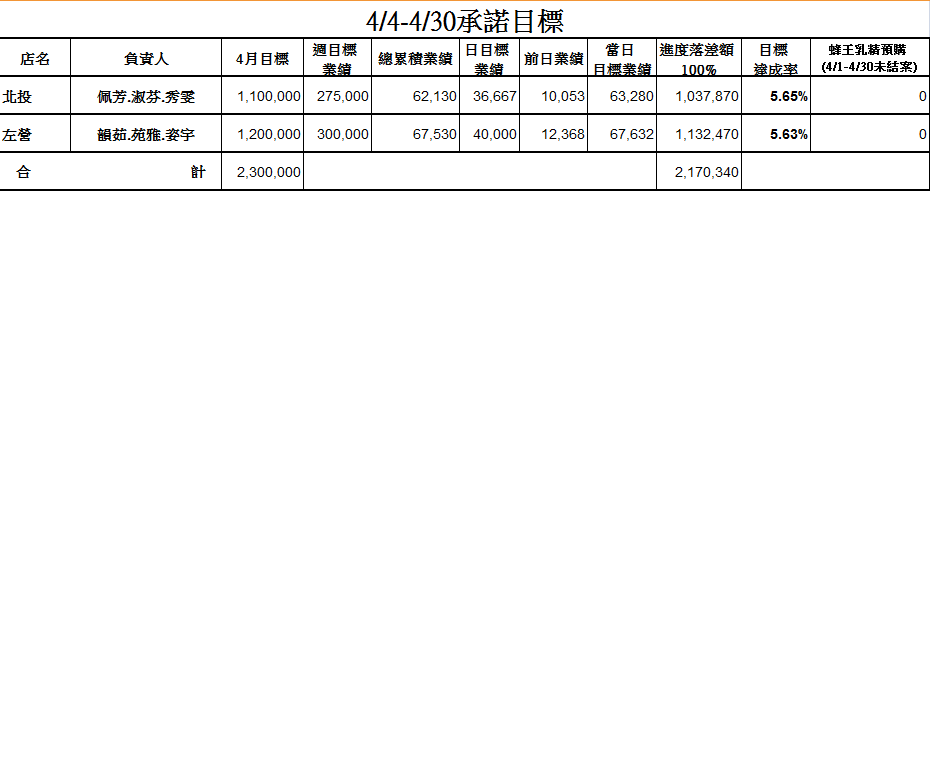 4/4-4/30承諾目標
店名 負責人 4月目標 週目標業績 總累積業績 日目標業績 前日業績 當日目標業績 進度落差額100% 目標達成率 蜂王乳精預購(4/1-4/30未結案)
北投 佩芳.淑芬.秀雯 1,100,000 275,000 62,130 36,667 10,053 63,280 1,037,870 5.65% 0
左營 韻茹.苑雅.姿宇 1,200,000 300,000 67,530 40,000 12,368 67,632 1,132,470 5.63% 0
合 計 2,300,000 2,170,340